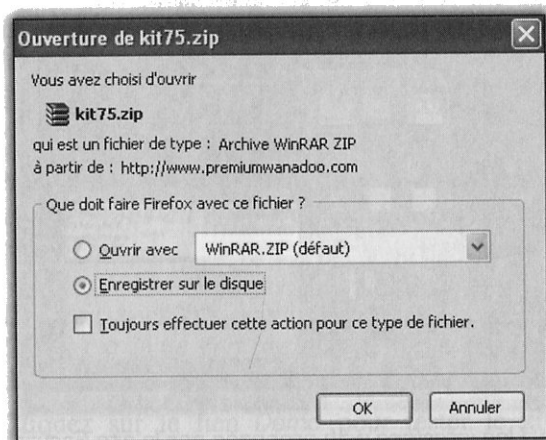 Ouverture de kit75.zip
Vous avez choisi d'ouvrir
kit75.zip
qui est un fichier de type : Archive WinRAR ZIP
à partir de : http://www.premiumwanadoo.com
Que doit faire Firefox avec ce fichier ?
Ouvrir avec WinRAR.ZIP (défaut)
Enregistrer sur le disque
Toujours effectuer cette action pour ce type de fichier.
OK Annuler